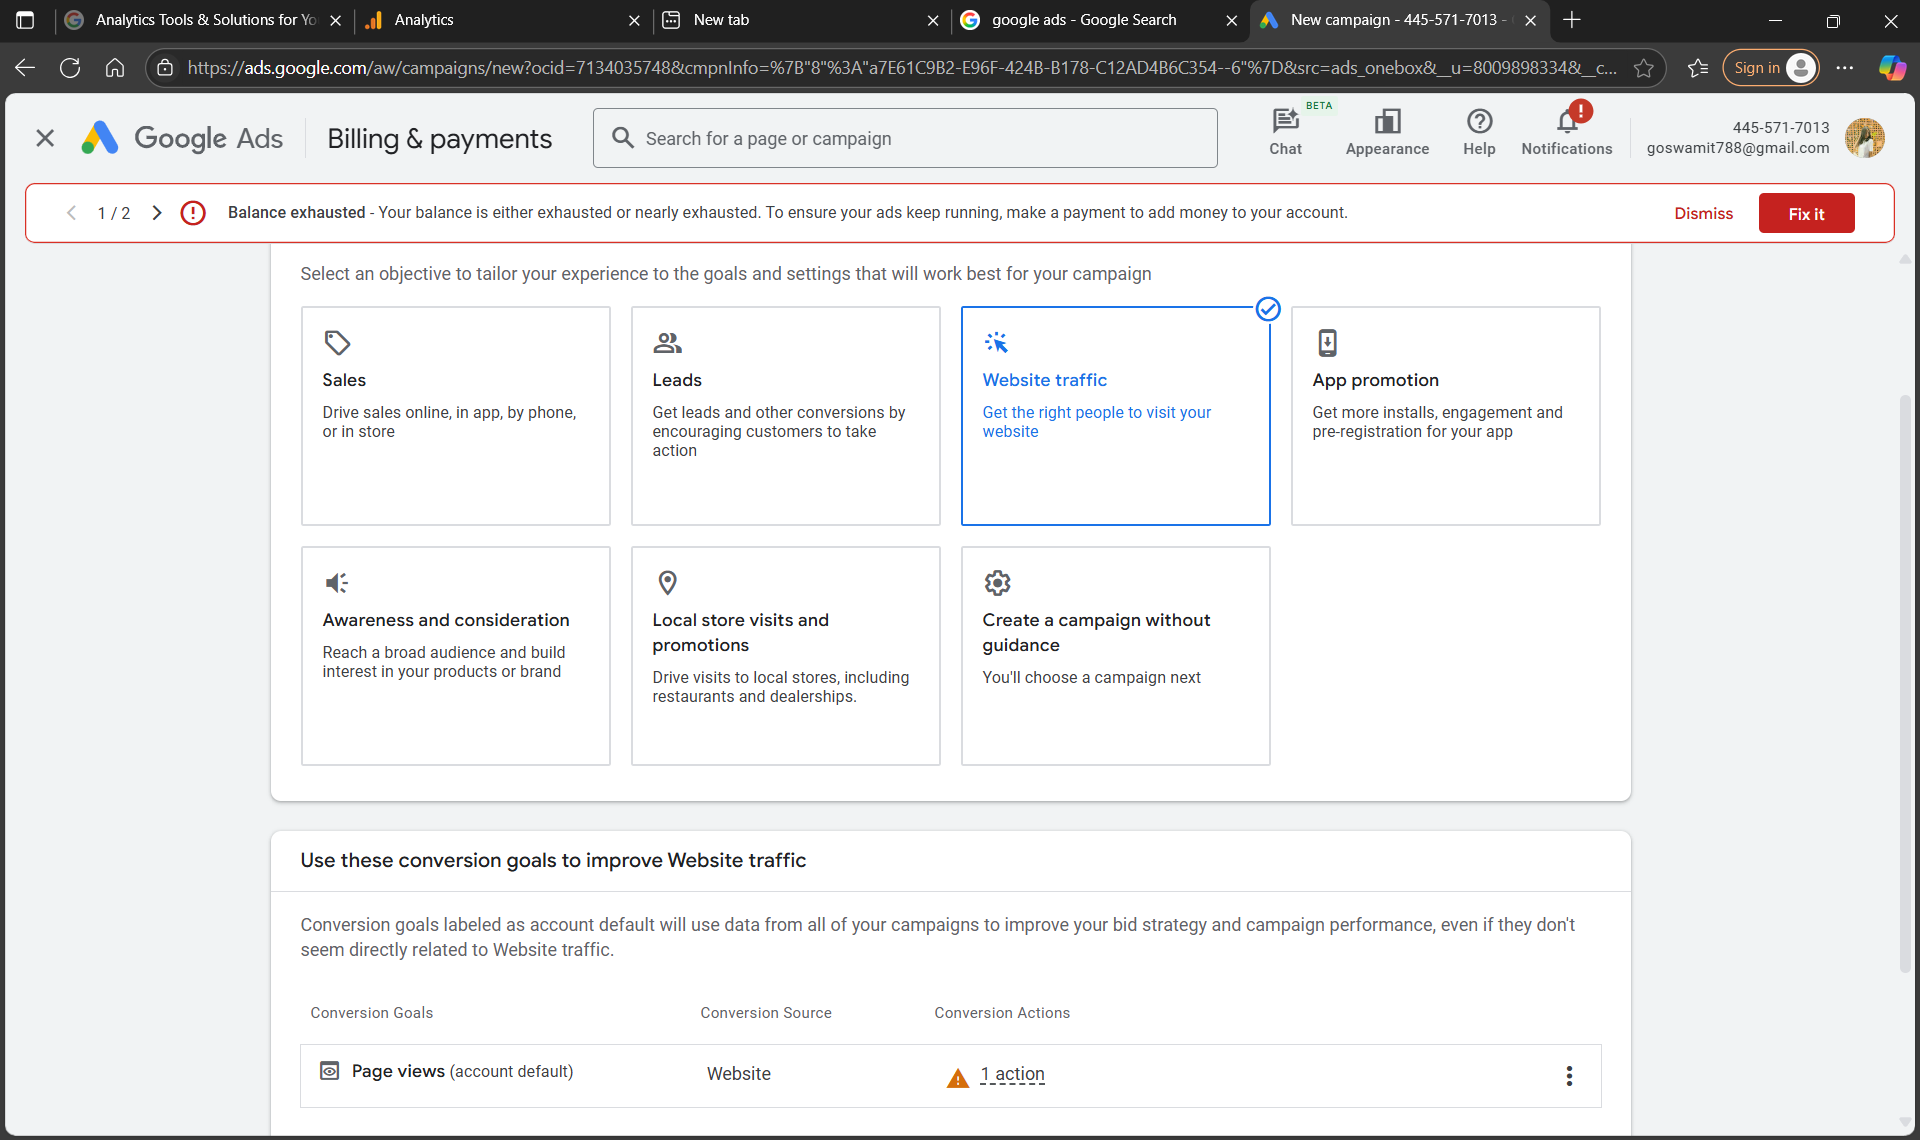 Analytics Tools & Solutions for Yo
Analytics
New tab
google ads - Google Search
New campaign - 445-571-7013 -
https://ads.google.com/aw/campaigns/new?ocid=7134035748&cmpnInfo=%7B"8"%3A"a7E61C9B2-E96F-424B-B178-C12AD4B6C354--6"%7D&src=ads_onebox&__u=8009898334&__c...
Sign in
Google Ads
Billing & payments
Search for a page or campaign
BETA
Chat
Appearance
Help
Notifications
445-571-7013
goswamit788@gmail.com
1 / 2
Balance exhausted - Your balance is either exhausted or nearly exhausted. To ensure your ads keep running, make a payment to add money to your account.
Dismiss
Fix it
Select an objective to tailor your experience to the goals and settings that will work best for your campaign
Sales
Drive sales online, in app, by phone,
or in store
Leads
Get leads and other conversions by
encouraging customers to take
action
Website traffic
Get the right people to visit your
website
App promotion
Get more installs, engagement and
pre-registration for your app
Awareness and consideration
Reach a broad audience and build
interest in your products or brand
Local store visits and
promotions
Drive visits to local stores, including
restaurants and dealerships.
Create a campaign without
guidance
You'll choose a campaign next
Use these conversion goals to improve Website traffic
Conversion goals labeled as account default will use data from all of your campaigns to improve your bid strategy and campaign performance, even if they don't
seem directly related to Website traffic.
Conversion Goals
Conversion Source
Conversion Actions
Page views (account default)
Website
1 action